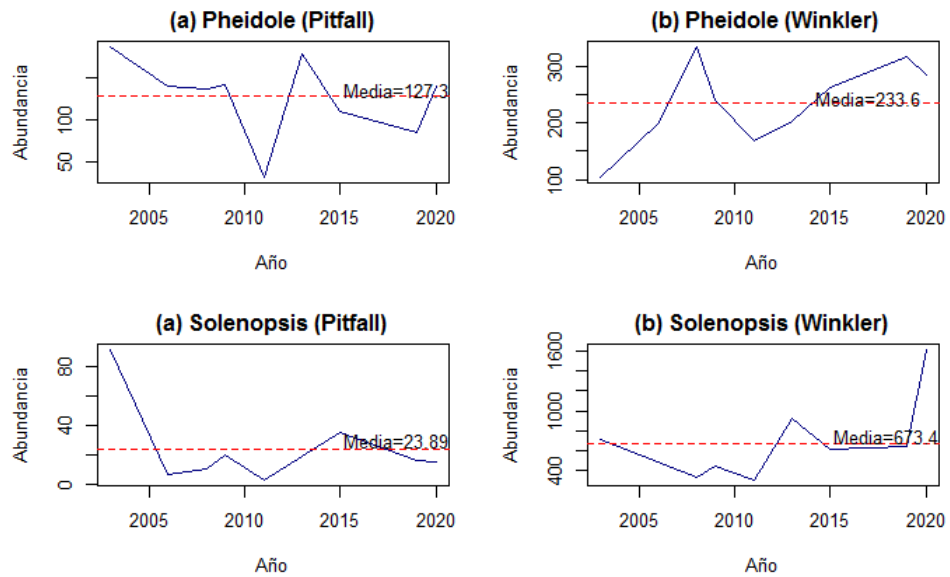 (a) Pheidole (Pitfall)
Abundancia
50
100
Media=127.3
2005
2010
2015
2020
Año
(b) Pheidole (Winkler)
Abundancia
100
200
300
Media=233.6
2005
2010
2015
2020
Año
(a) Solenopsis (Pitfall)
Abundancia
0
40
80
Media=23.89
2005
2010
2015
2020
Año
(b) Solenopsis (Winkler)
Abundancia
400
1000
1600
Media=673.4
2005
2010
2015
2020
Año